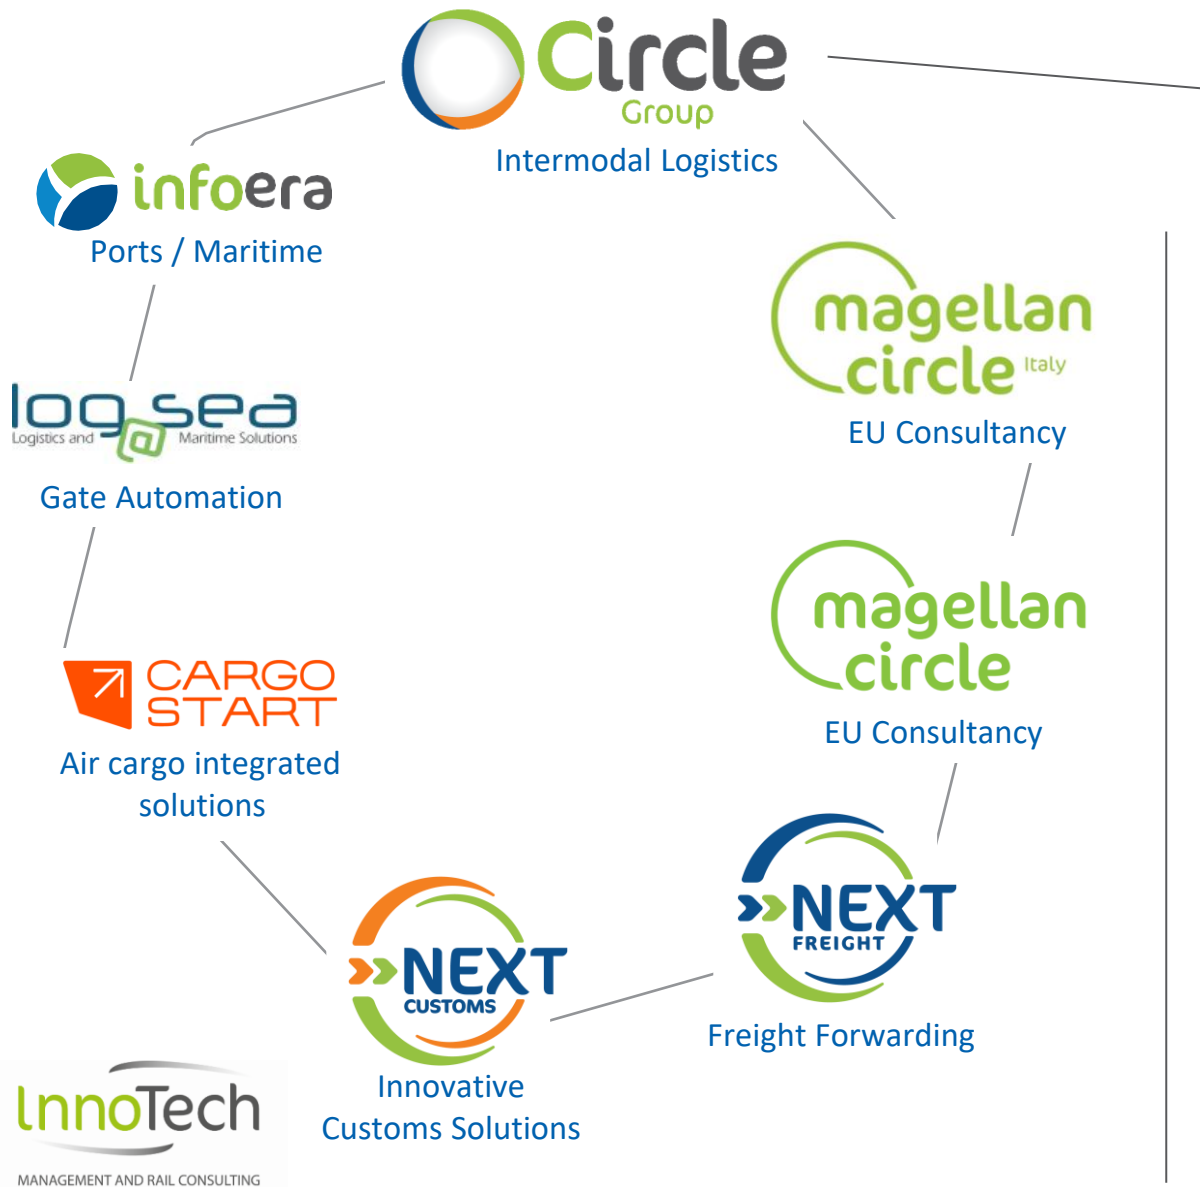 Circle
Group
Intermodal Logistics
infoera
Ports / Maritime
magellan
circle Italy
EU Consultancy
log@sea
Logistics and Maritime Solutions
Gate Automation
magellan
circle
EU Consultancy
CARGO
START
Air cargo integrated
solutions
NEXT
FREIGHT
Freight Forwarding
NEXT
CUSTOMS
Innovative
Customs Solutions
InnoTech
MANAGEMENT AND RAIL CONSULTING